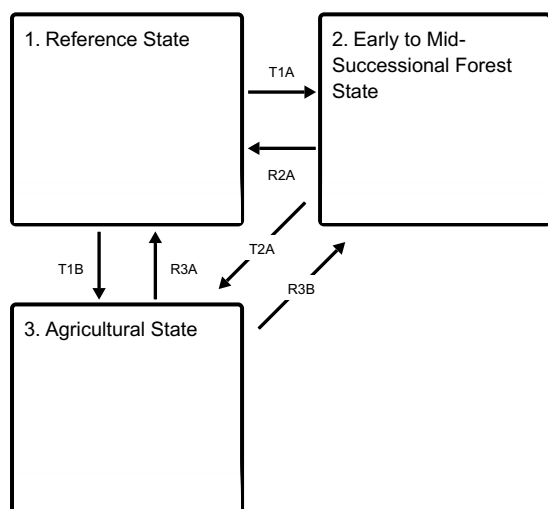 1. Reference State
2. Early to Mid-
Successional Forest
State
T1A
R2A
T1B
R3A
T2A
R3B
3. Agricultural State